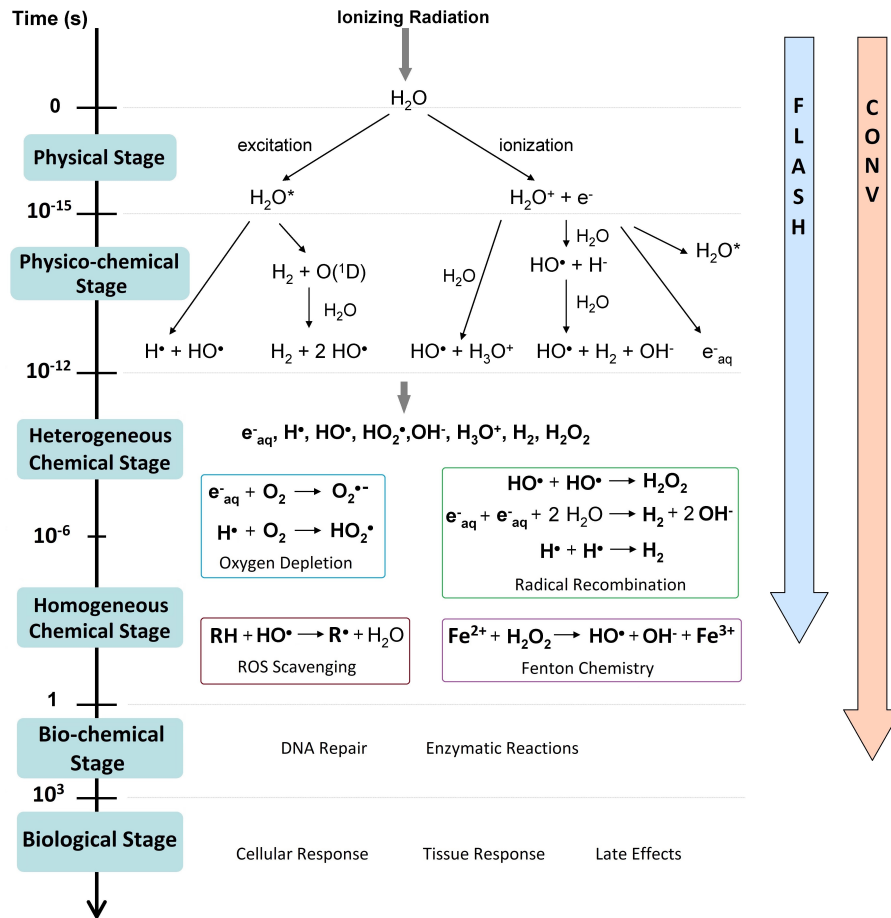 Time (s)
Ionizing Radiation
0
H₂O
Physical Stage
excitation
ionization
H₂O*
H₂O⁺ + e⁻
10⁻¹⁵
Physico-chemical
Stage
H₂ + O(¹D)
H₂O
H₂O
H₂O
HO• + H⁻
H₂O
H₂O*
H• + HO•
H₂ + 2 HO•
HO• + H₃O⁺
HO• + H₂ + OH⁻
e⁻aq
10⁻¹²
Heterogeneous
Chemical Stage
e⁻aq, H•, HO•, HO₂•,OH⁻, H₃O⁺, H₂, H₂O₂
e⁻aq + O₂ → O₂•⁻
H• + O₂ → HO₂•
Oxygen Depletion
HO• + HO• → H₂O₂
e⁻aq + e⁻aq + 2 H₂O → H₂ + 2 OH⁻
H• + H• → H₂
Radical Recombination
10⁻⁶
Homogeneous
Chemical Stage
RH + HO• → R• + H₂O
ROS Scavenging
Fe²⁺ + H₂O₂ → HO• + OH⁻ + Fe³⁺
Fenton Chemistry
1
Bio-chemical
Stage
DNA Repair
Enzymatic Reactions
10³
Biological Stage
Cellular Response
Tissue Response
Late Effects
FLASH
CONV